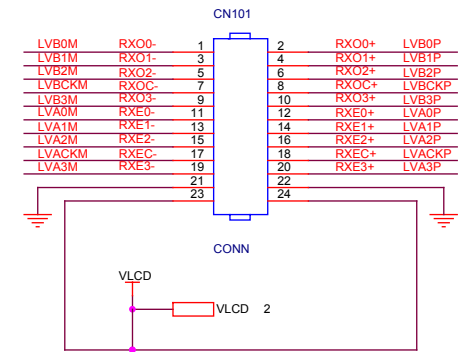 CN101
LVB0M RXO0- 1 2 RXO0+ LVB0P
LVB1M RXO1- 3 4 RXO1+ LVB1P
LVB2M RXO2- 5 6 RXO2+ LVB2P
LVBCKM RXOC- 7 8 RXOC+ LVBCKP
LVB3M RXO3- 9 10 RXO3+ LVB3P
LVA0M RXE0- 11 12 RXE0+ LVA0P
LVA1M RXE1- 13 14 RXE1+ LVA1P
LVA2M RXE2- 15 16 RXE2+ LVA2P
LVACKM RXEC- 17 18 RXEC+ LVACKP
LVA3M RXE3- 19 20 RXE3+ LVA3P
21 22
23 24
CONN
VLCD
VLCD 2